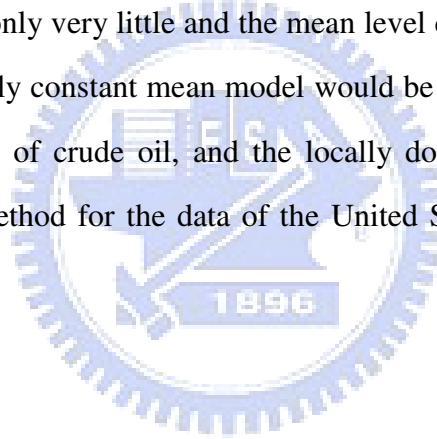 only very little and the mean level
ly constant mean model would be
of crude oil, and the locally do
ethod for the data of the United S
ES
1896